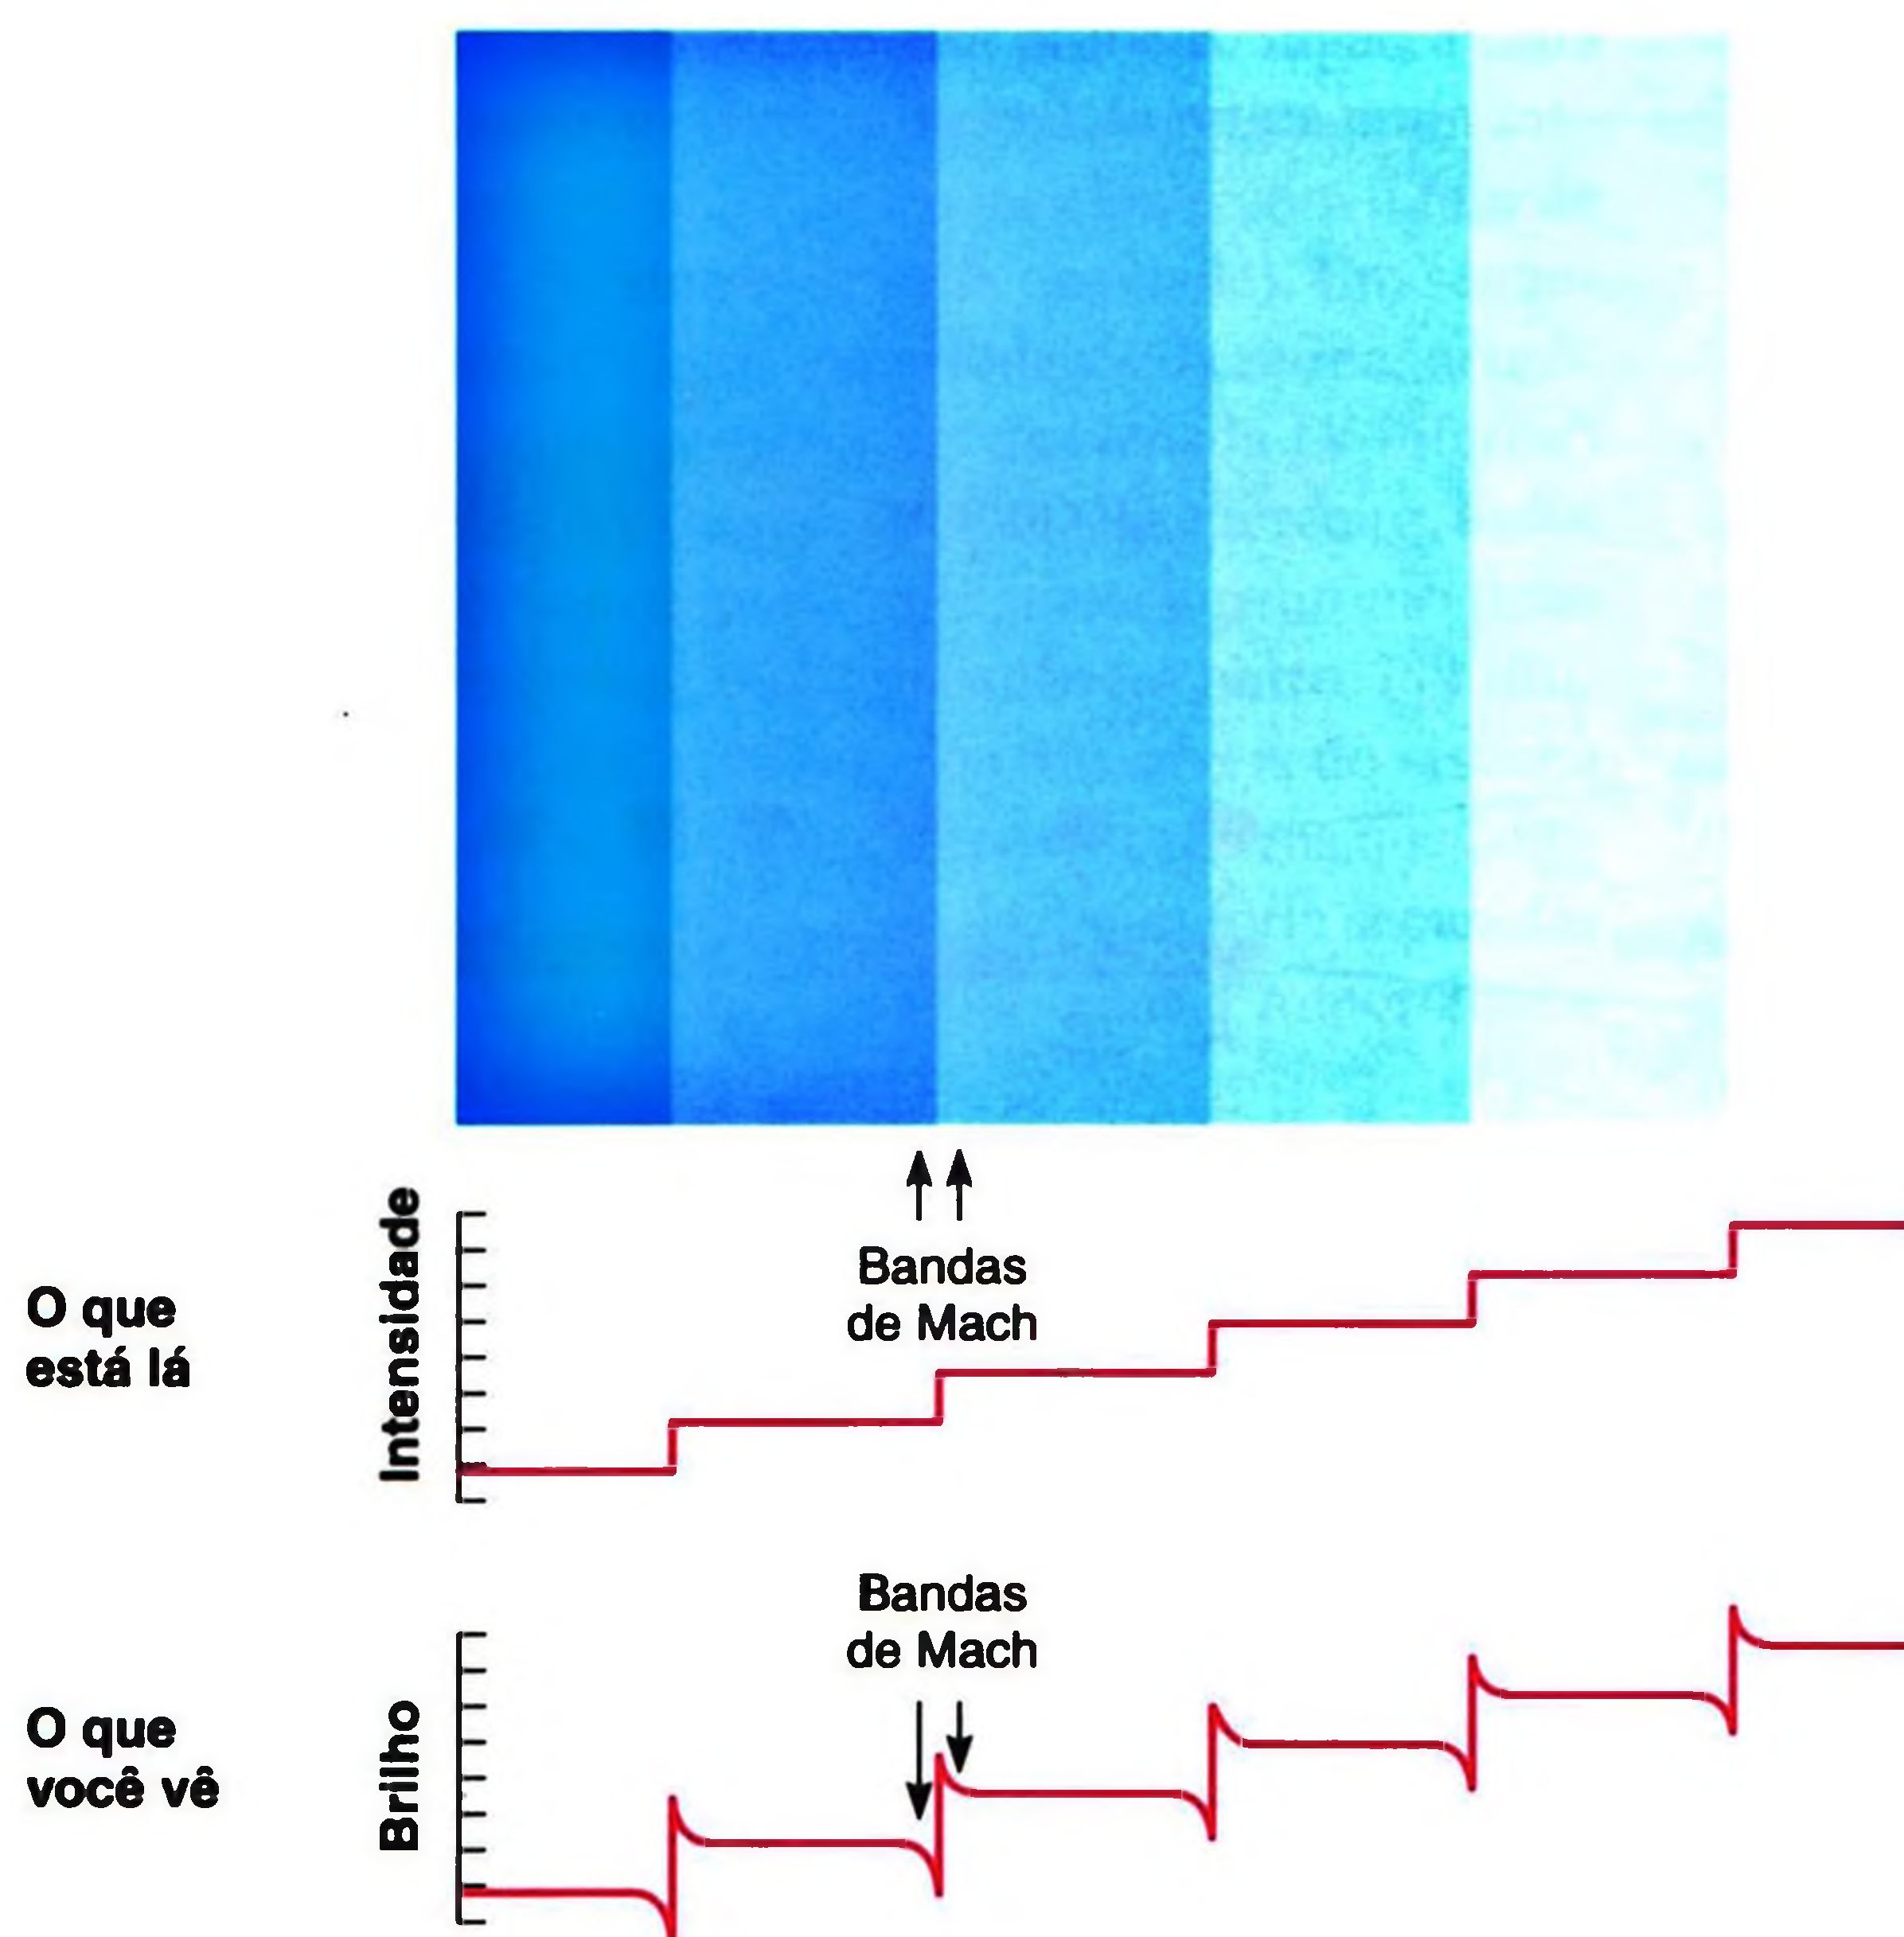 Bandas
de Mach
Intensidade
O que
está lá
Bandas
de Mach
Brilho
O que
você vê